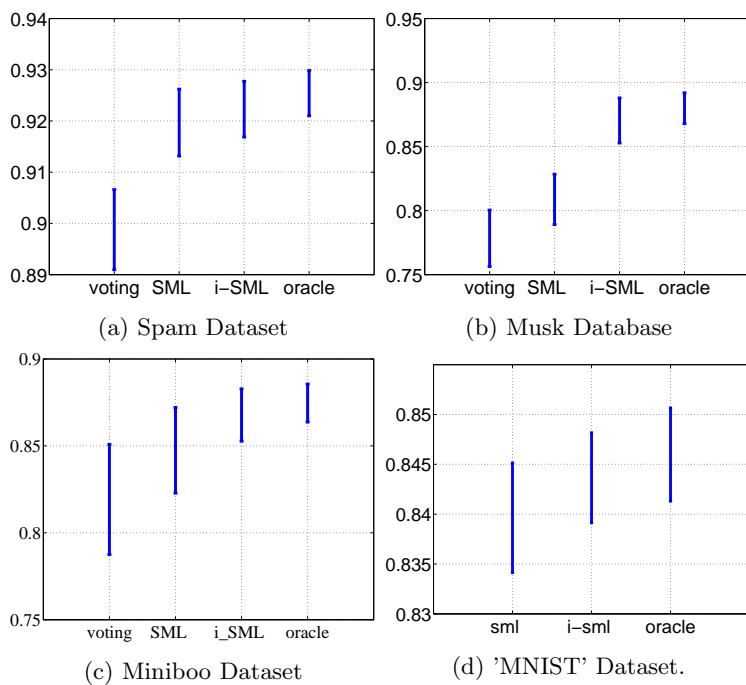 0.94
0.93
0.92
0.91
0.9
0.89
voting SML i−SML oracle
(a) Spam Dataset
0.95
0.9
0.85
0.8
0.75
voting SML i−SML oracle
(b) Musk Database
0.9
0.85
0.8
0.75
voting SML i_SML oracle
(c) Miniboo Dataset
0.85
0.845
0.84
0.835
0.83
sml i−sml oracle
(d) 'MNIST' Dataset.